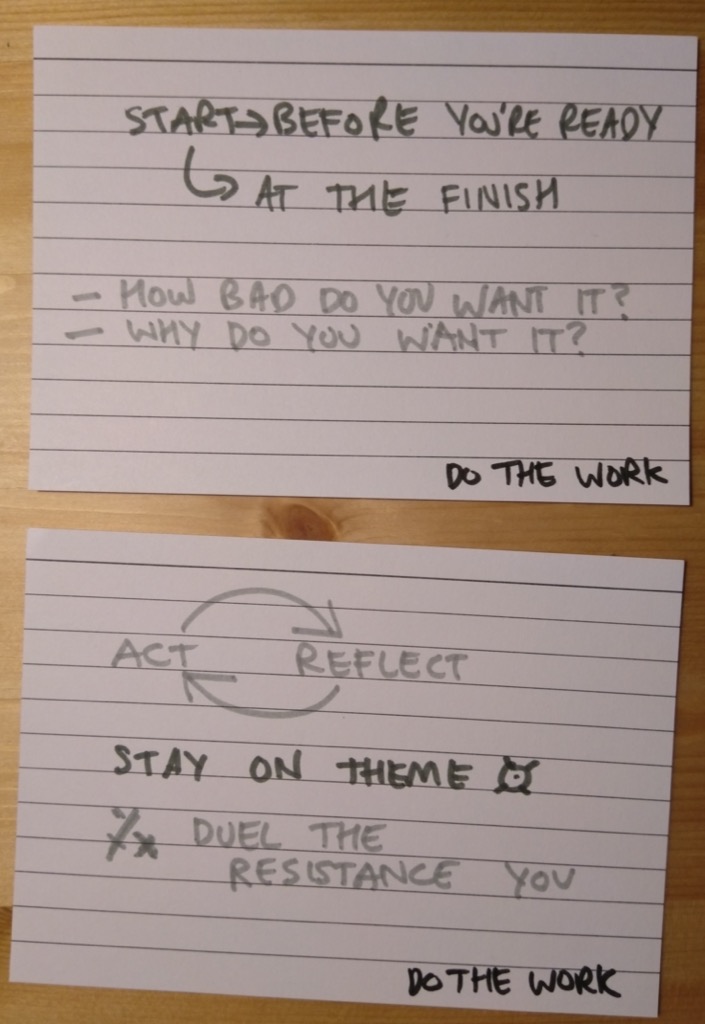 START→BEFORE YOU'RE READY
↳ AT THE FINISH
– HOW BAD DO YOU WANT IT?
– WHY DO YOU WANT IT?
DO THE WORK
ACT REFLECT
STAY ON THEME
DUEL THE
RESISTANCE YOU
DO THE WORK